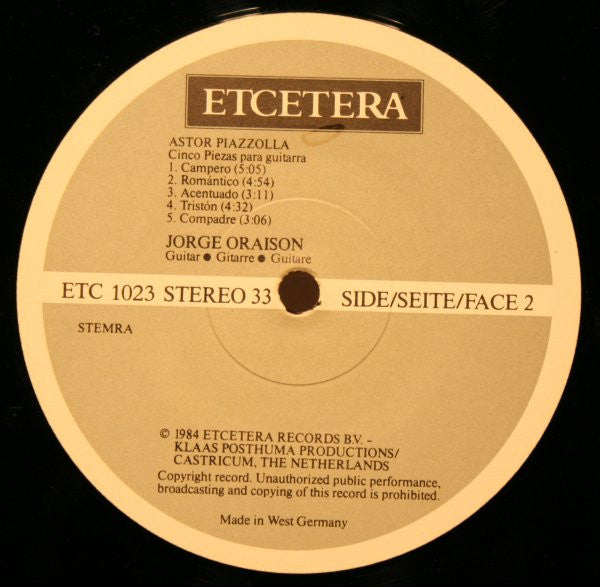 ETCETERA
ASTOR PIAZZOLLA
Cinco Piezas para guitarra
1. Campero (5:05)
2. Romántico (4:54)
3. Acentuado (3:11)
4. Tristón (4:32)
5. Compadre (3:06)
JORGE ORAISON
Guitar ● Gitarre ● Guitare
ETC 1023 STEREO 33 SIDE/SEITE/FACE 2
STEMRA
© 1984 ETCETERA RECORDS B.V. –
KLAAS POSTHUMA PRODUCTIONS/
CASTRICUM, THE NETHERLANDS
Copyright record. Unauthorized public performance,
broadcasting and copying of this record is prohibited.
Made in West Germany